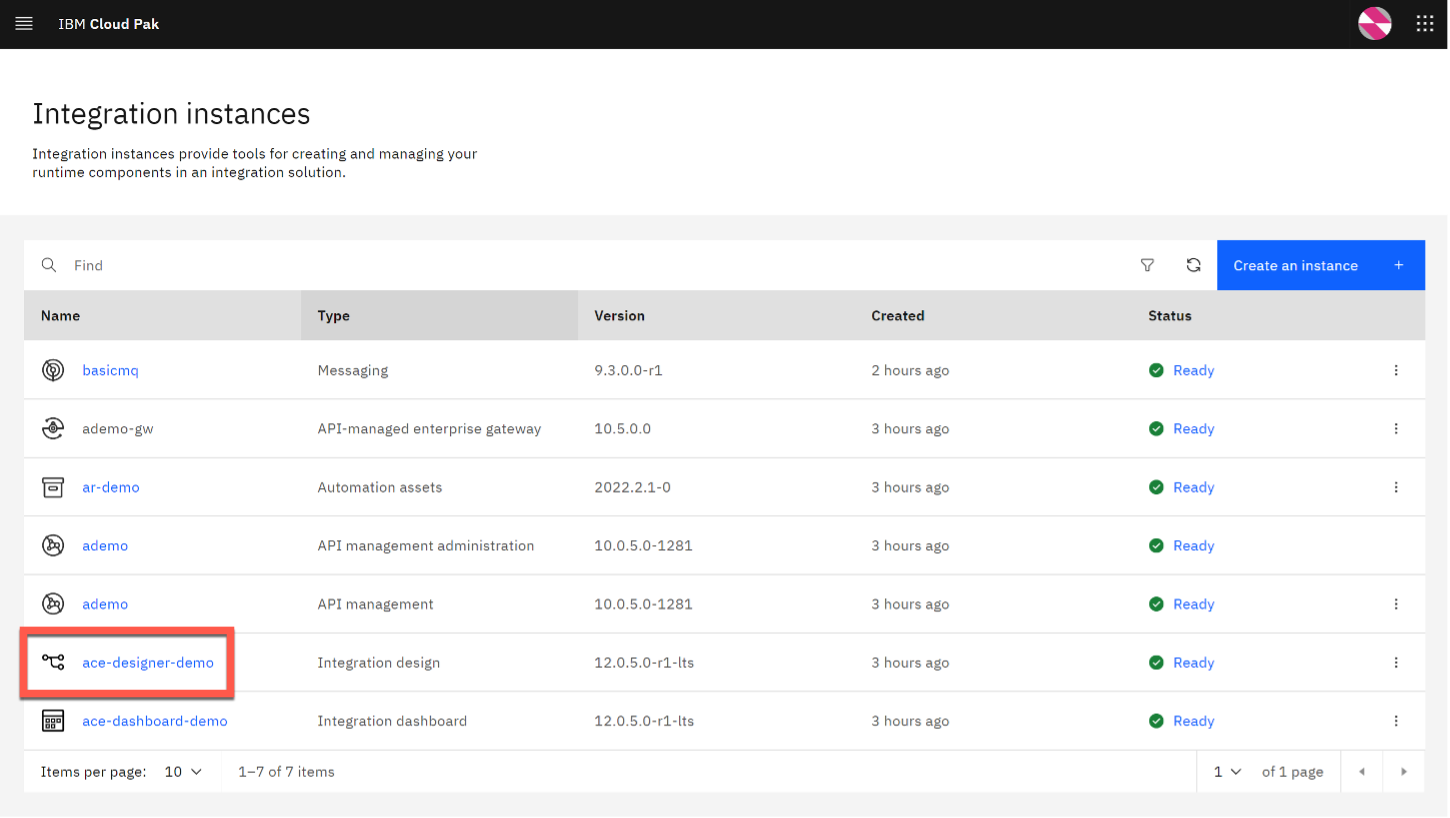 IBM Cloud Pak
Integration instances
Integration instances provide tools for creating and managing your
runtime components in an integration solution.
Find
Create an instance +
Name Type Version Created Status
basicmq Messaging 9.3.0.0-r1 2 hours ago Ready
ademo-gw API-managed enterprise gateway 10.5.0.0 3 hours ago Ready
ar-demo Automation assets 2022.2.1-0 3 hours ago Ready
ademo API management administration 10.0.5.0-1281 3 hours ago Ready
ademo API management 10.0.5.0-1281 3 hours ago Ready
ace-designer-demo Integration design 12.0.5.0-r1-lts 3 hours ago Ready
ace-dashboard-demo Integration dashboard 12.0.5.0-r1-lts 3 hours ago Ready
Items per page: 10 1–7 of 7 items 1 of 1 page